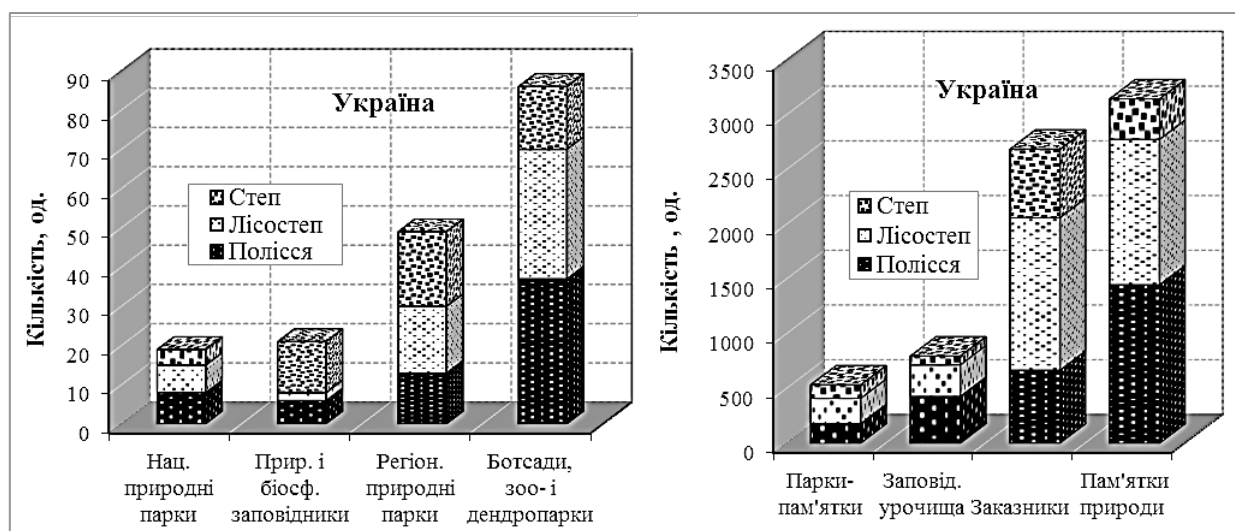 Україна
Кількість, од.
90
80
70
60
50
40
30
20
10
0
Степ
Лісостеп
Полісся
Нац.
природні
парки
Прир. і
біосф.
заповідники
Регіон.
природні
парки
Ботсади,
зоо- і
дендропарки
Україна
Кількість , од.
3500
3000
2500
2000
1500
1000
500
0
Степ
Лісостеп
Полісся
Парки-
пам'ятки
Заповід.
урочища
Заказники
Пам'ятки
природи